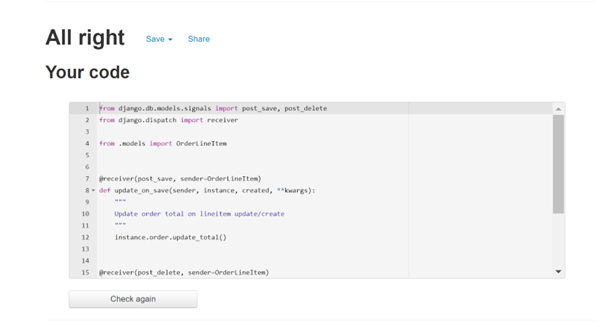 All right
Save
Share
Your code
1 from django.db.models.signals import post_save, post_delete
2 from django.dispatch import receiver
3
4 from .models import OrderLineItem
5
6
7 @receiver(post_save, sender=OrderLineItem)
8 def update_on_save(sender, instance, created, **kwargs):
9 """
10 Update order total on lineitem update/create
11 """
12 instance.order.update_total()
13
14
15 @receiver(post_delete, sender=OrderLineItem)
Check again